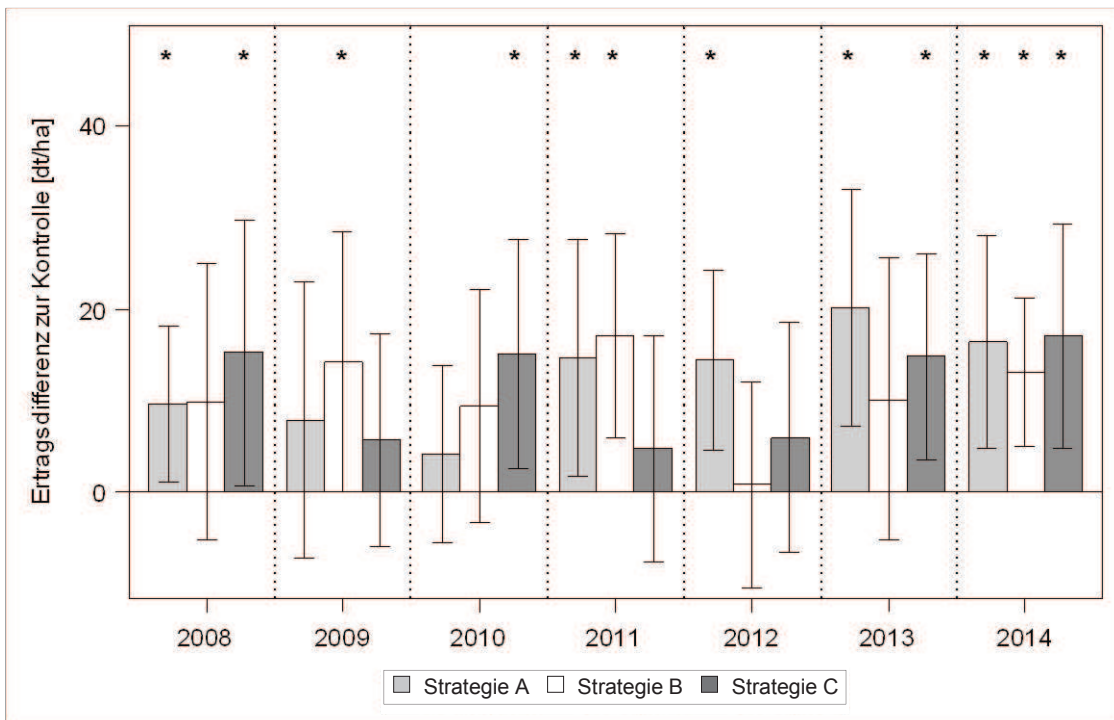 * * * * * * * * * * * *
Ertragsdifferenz zur Kontrolle [dt/ha]
40
20
0
2008 2009 2010 2011 2012 2013 2014
Strategie A Strategie B Strategie C